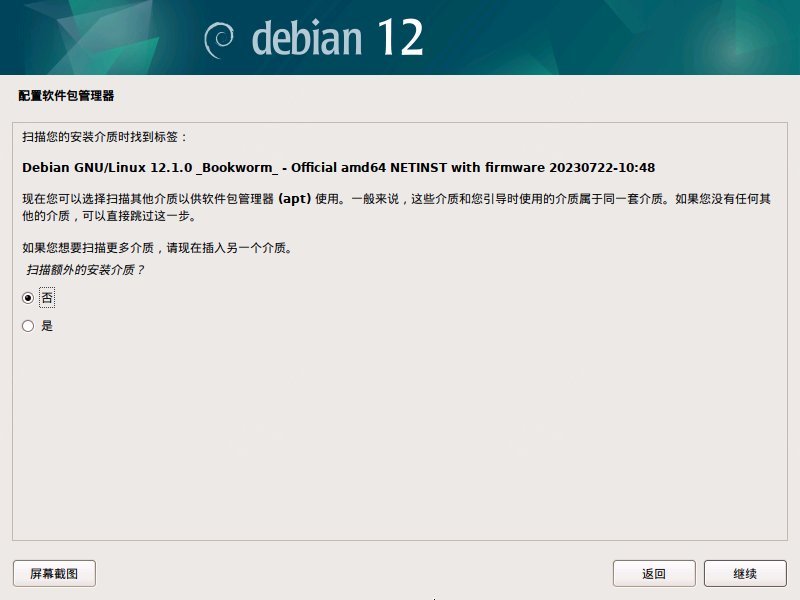 debian 12
配置软件包管理器
扫描您的安装介质时找到标签：
Debian GNU/Linux 12.1.0 _Bookworm_ - Official amd64 NETINST with firmware 20230722-10:48
现在您可以选择扫描其他介质以供软件包管理器 (apt) 使用。一般来说，这些介质和您引导时使用的介质属于同一套介质。如果您没有任何其
他的介质，可以直接跳过这一步。
如果您想要扫描更多介质，请现在插入另一个介质。
扫描额外的安装介质？
否
是
屏幕截图
返回
继续